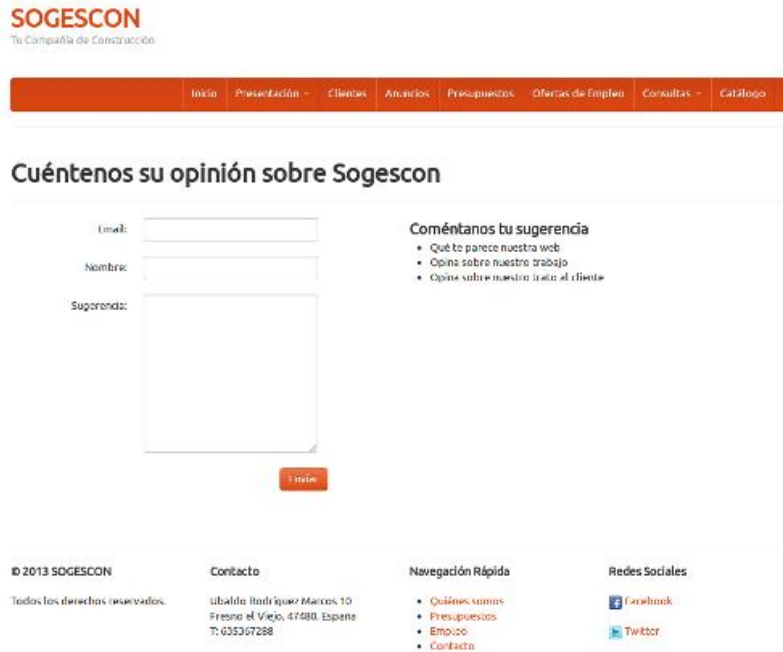 SOGESCON
Tu Compañía de Construcción
Inicio Presentación Clientes Anuncios Presupuestos Ofertas de Empleo Consultas Catálogo
Cuéntenos su opinión sobre Sogescon
Email:
Nombre:
Sugerencia:
Enviar
Coméntanos tu sugerencia
• Qué te parece nuestra web
• Opina sobre nuestro trabajo
• Opina sobre nuestro trato al cliente
© 2013 SOGESCON
Todos los derechos reservados.
Contacto
Ubaldo Rodriguez Marcos 10
Fresno el Viejo, 47480, España
T: 635367288
Navegación Rápida
• Quiénes somos
• Presupuestos
• Empleo
• Contacto
Redes Sociales
Facebook
Twitter